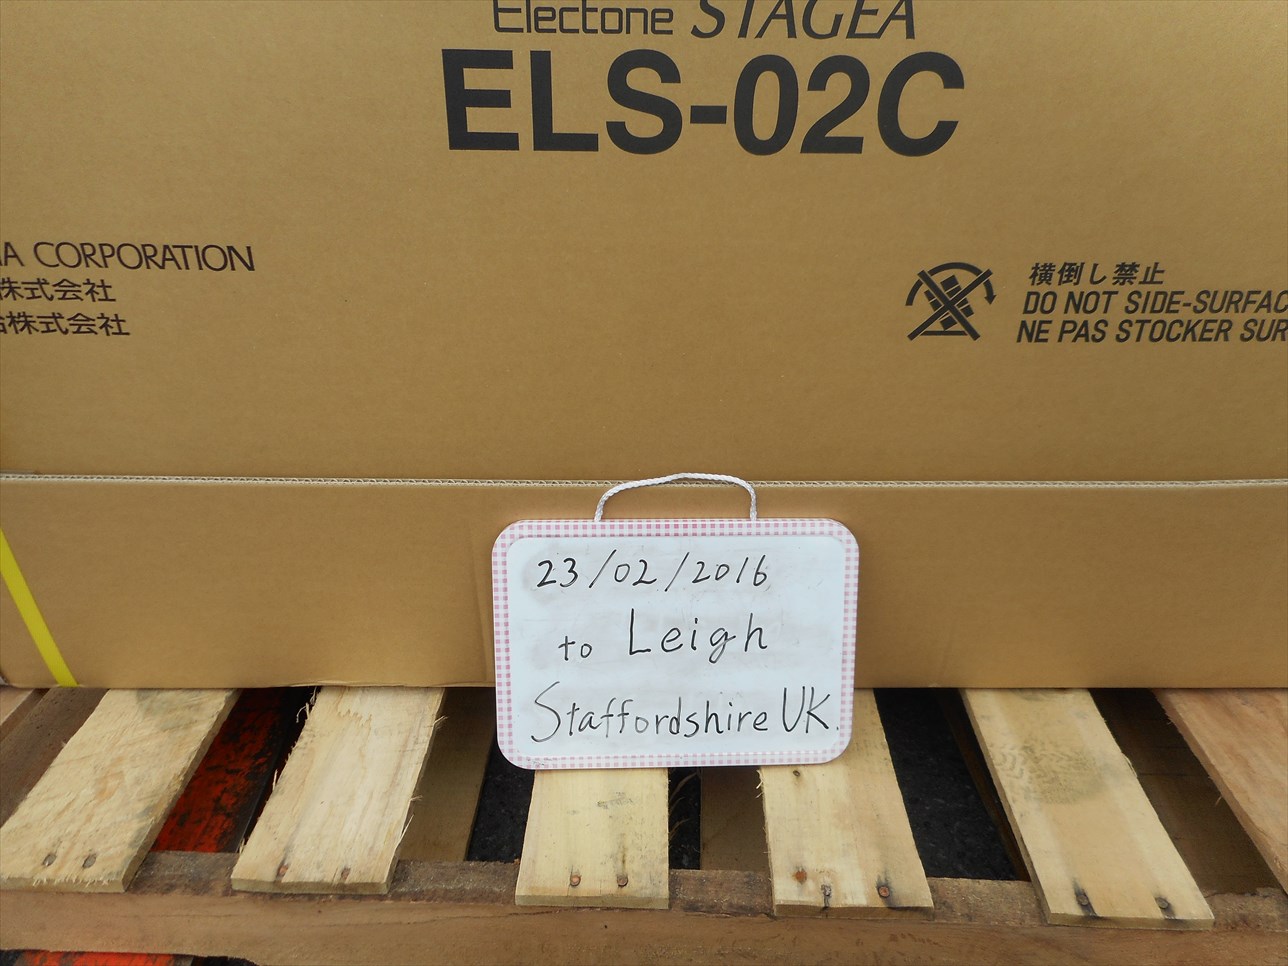 Electone STAGEA
ELS-02C
CORPORATION
株式会社
株式会社
横倒し禁止
DO NOT SIDE-SURFAC
NE PAS STOCKER SUR
23/02/2016
to Leigh
Staffordshire UK.